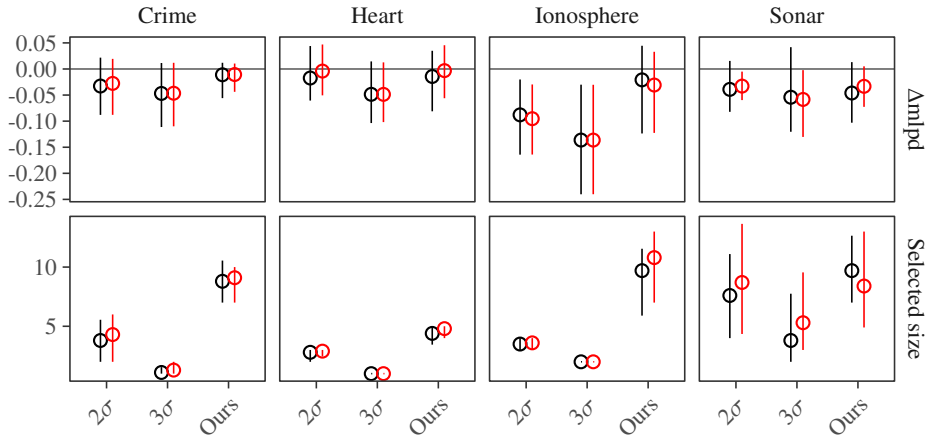 Crime Heart Ionosphere Sonar
0.05
0.00
-0.05
-0.10
-0.15
-0.20
-0.25
Δmlpd
10
5
Selected size
2σ 3σ Ours 2σ 3σ Ours 2σ 3σ Ours 2σ 3σ Ours